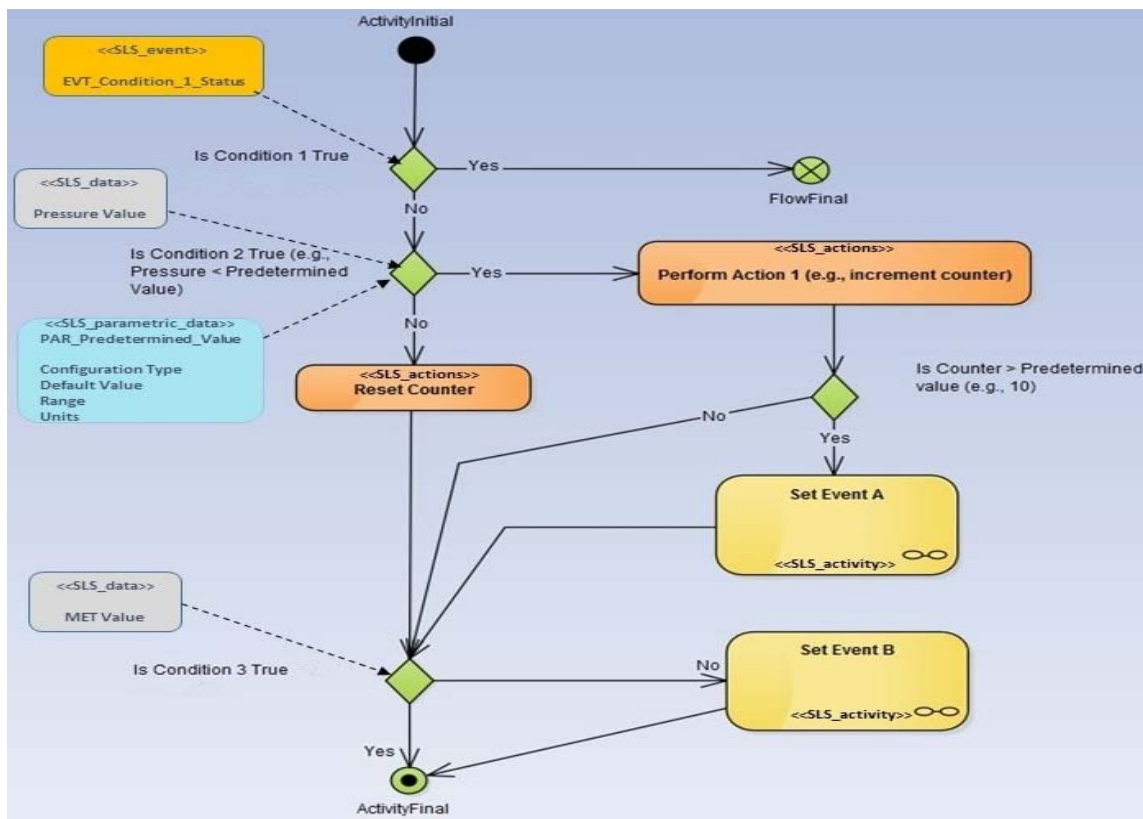 ActivityInitial
<<SLS_event>>
EVT_Condition_1_Status
Is Condition 1 True
Yes
FlowFinal
No
<<SLS_data>>
Pressure Value
Is Condition 2 True (e.g.,
Pressure < Predetermined
Value)
Yes
<<SLS_actions>>
Perform Action 1 (e.g., increment counter)
No
<<SLS_parametric_data>>
PAR_Predetermined_Value
Configuration Type
Default Value
Range
Units
<<SLS_actions>>
Reset Counter
Is Counter > Predetermined
value (e.g., 10)
No
Yes
Set Event A
<<SLS_activity>>
<<SLS_data>>
MET Value
Is Condition 3 True
No
Set Event B
<<SLS_activity>>
Yes
ActivityFinal